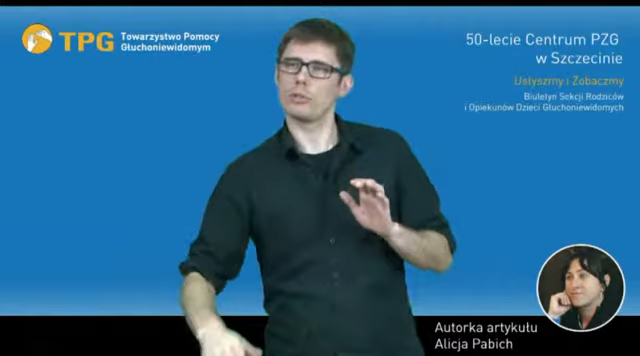 TPG
Towarzystwo Pomocy
Głuchoniewidomym
50-lecie Centrum PZG
w Szczecinie
Usłyszmy i Zobaczmy
Biuletyn Sekcji Rodziców
i Opiekunów Dzieci Głuchoniewidomych
Autorka artykułu
Alicja Pabich